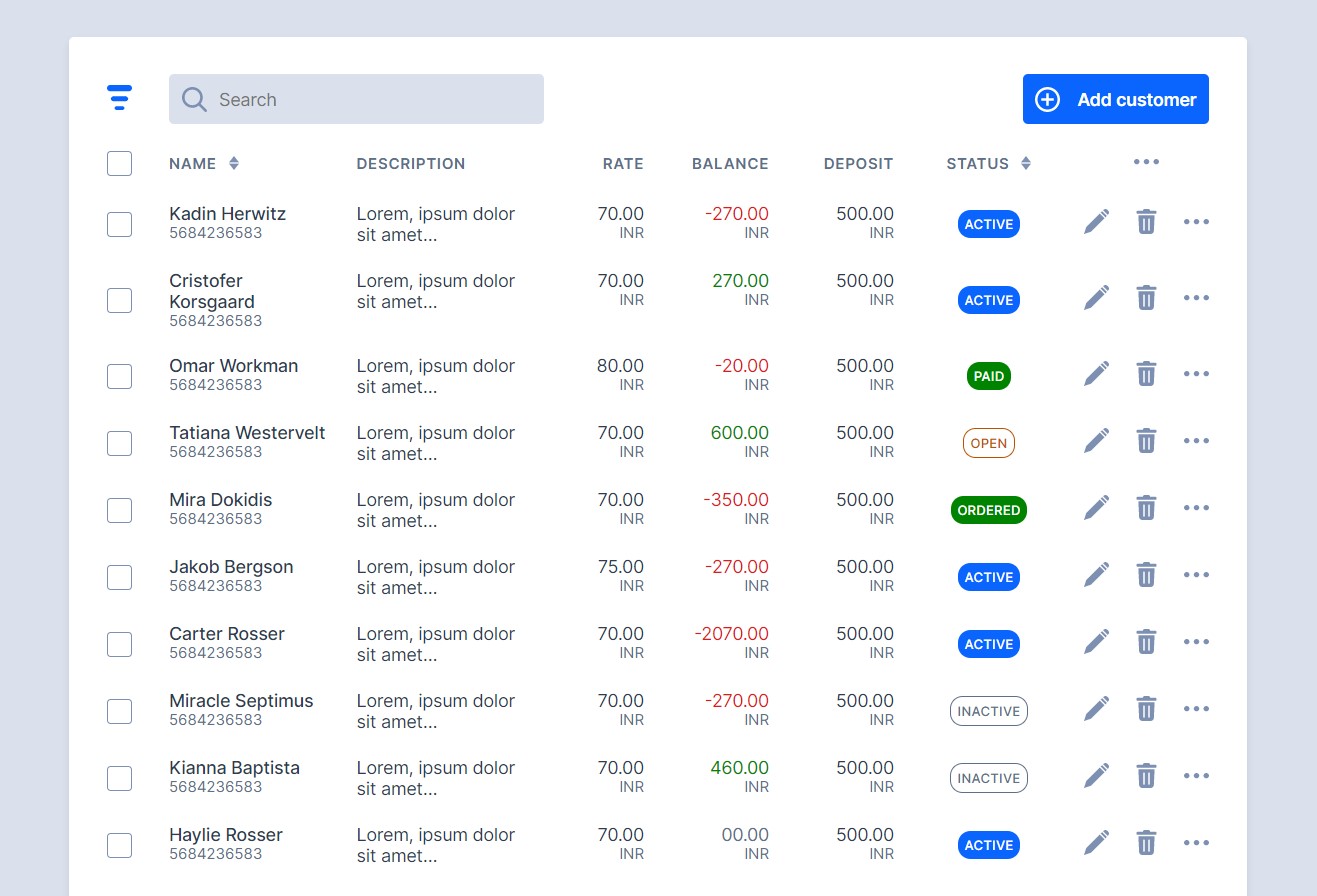 Search
Add customer
NAME DESCRIPTION RATE BALANCE DEPOSIT STATUS
Kadin Herwitz Lorem, ipsum dolor 70.00 -270.00 500.00
5684236583 sit amet... INR INR INR ACTIVE
Cristofer Lorem, ipsum dolor 70.00 270.00 500.00
Korsgaard sit amet... INR INR INR ACTIVE
5684236583
Omar Workman Lorem, ipsum dolor 80.00 -20.00 500.00
5684236583 sit amet... INR INR INR PAID
Tatiana Westervelt Lorem, ipsum dolor 70.00 600.00 500.00
5684236583 sit amet... INR INR INR OPEN
Mira Dokidis Lorem, ipsum dolor 70.00 -350.00 500.00
5684236583 sit amet... INR INR INR ORDERED
Jakob Bergson Lorem, ipsum dolor 75.00 -270.00 500.00
5684236583 sit amet... INR INR INR ACTIVE
Carter Rosser Lorem, ipsum dolor 70.00 -2070.00 500.00
5684236583 sit amet... INR INR INR ACTIVE
Miracle Septimus Lorem, ipsum dolor 70.00 -270.00 500.00
5684236583 sit amet... INR INR INR INACTIVE
Kianna Baptista Lorem, ipsum dolor 70.00 460.00 500.00
5684236583 sit amet... INR INR INR INACTIVE
Haylie Rosser Lorem, ipsum dolor 70.00 00.00 500.00
5684236583 sit amet... INR INR INR ACTIVE